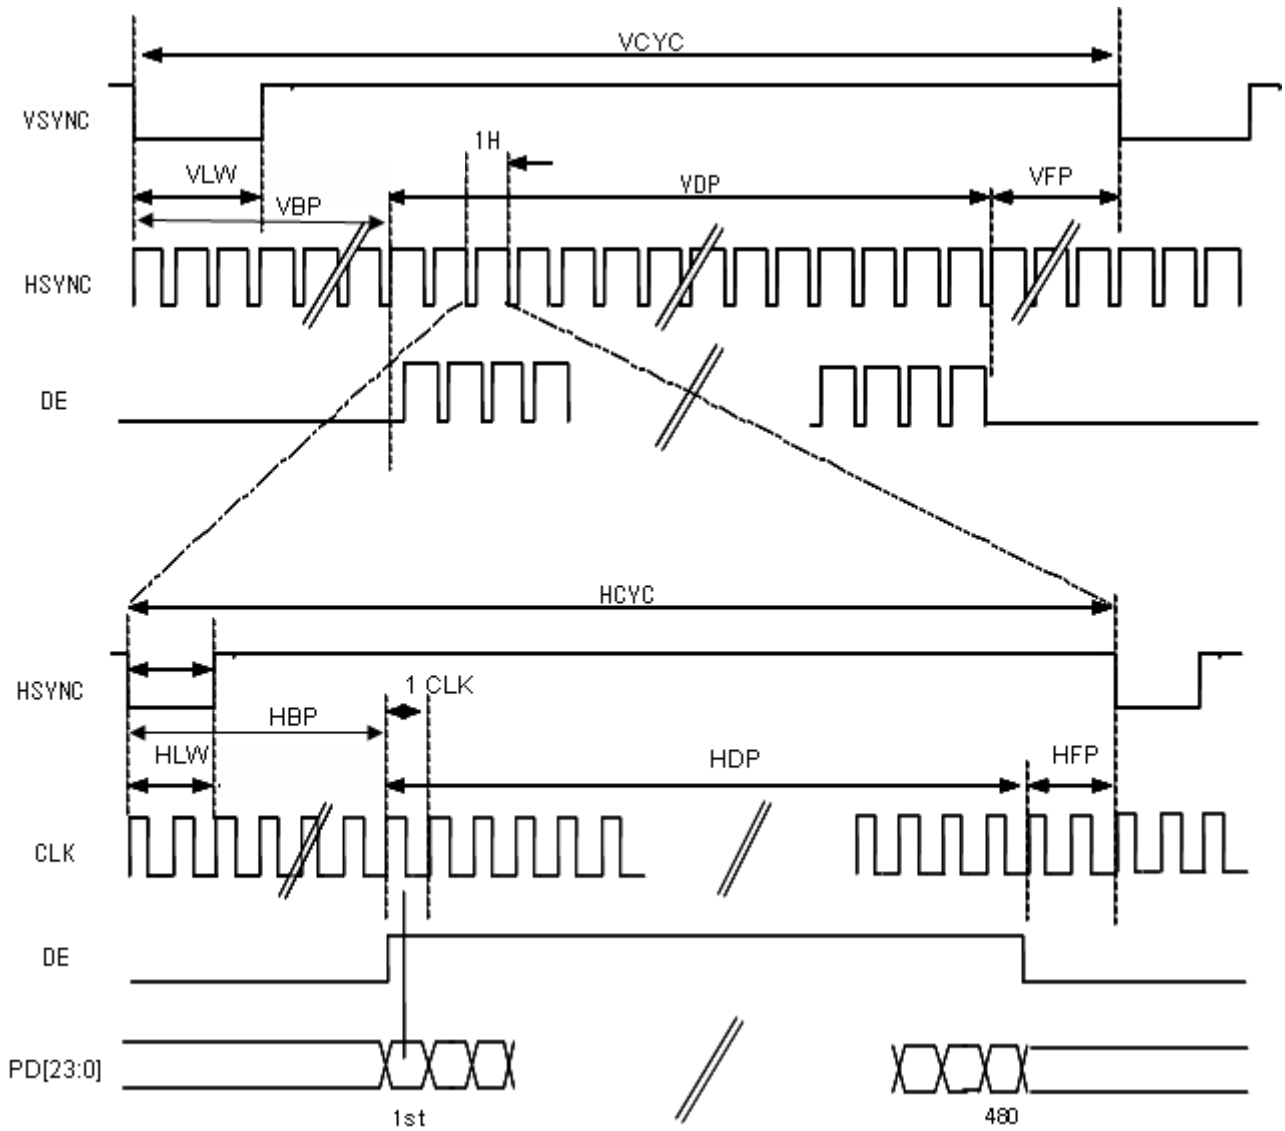 VCYC
VSYNC
1H
VLW
VDP
VFP
VBP
HSYNC
DE
HCYC
HSYNC
1 CLK
HBP
HLW
HDP
HFP
CLK
DE
PD[23:0]
1st
480